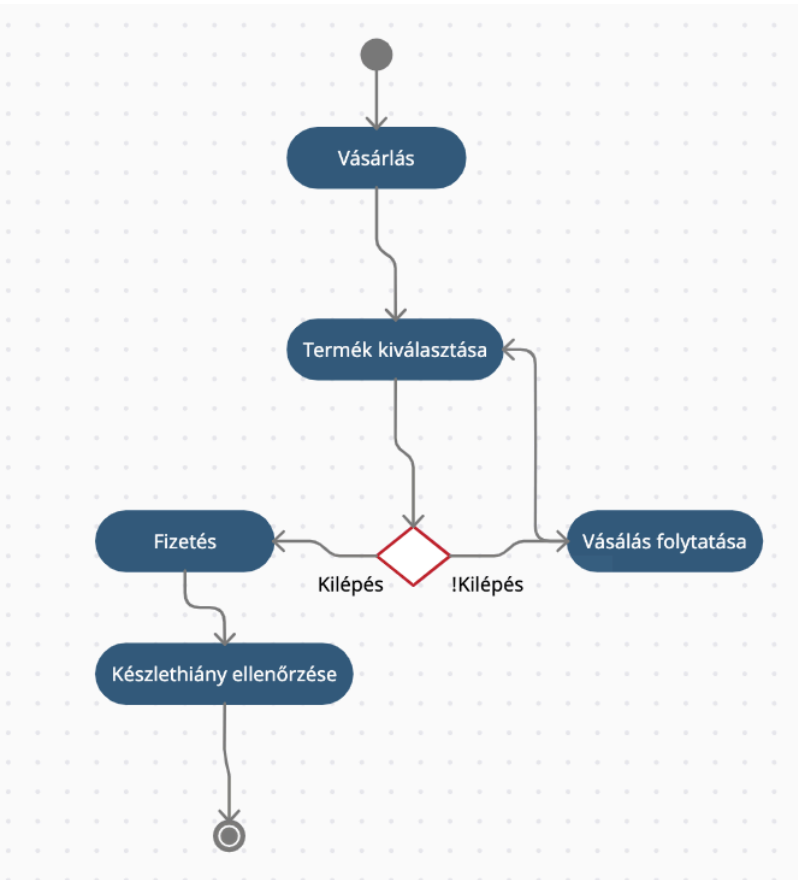 Vásárlás
Termék kiválasztása
Fizetés
Vásálás folytatása
Kilépés
!Kilépés
Készlethiány ellenőrzése